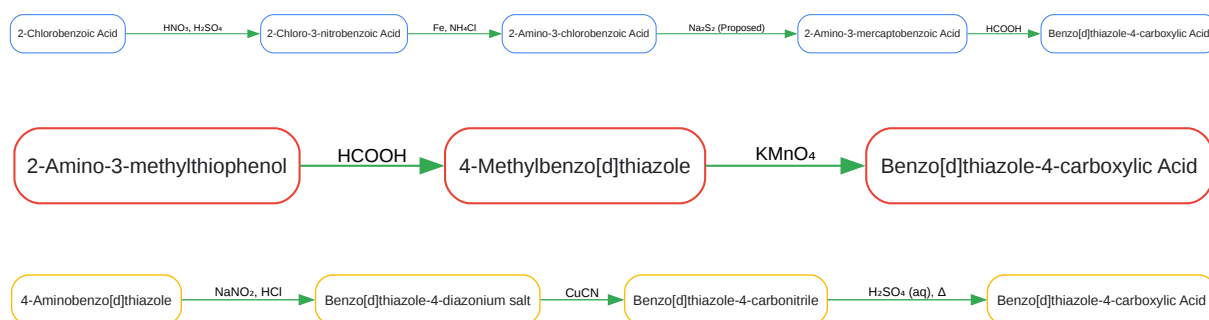 2-Chlorobenzoic Acid
HNO₃, H₂SO₄
2-Chloro-3-nitrobenzoic Acid
Fe, NH₄Cl
2-Amino-3-chlorobenzoic Acid
Na₂S₂ (Proposed)
2-Amino-3-mercaptobenzoic Acid
HCOOH
Benzo[d]thiazole-4-carboxylic Acid
2-Amino-3-methylthiophenol
HCOOH
4-Methylbenzo[d]thiazole
KMnO₄
Benzo[d]thiazole-4-carboxylic Acid
4-Aminobenzo[d]thiazole
NaNO₂, HCl
Benzo[d]thiazole-4-diazonium salt
CuCN
Benzo[d]thiazole-4-carbonitrile
H₂SO₄ (aq), Δ
Benzo[d]thiazole-4-carboxylic Acid